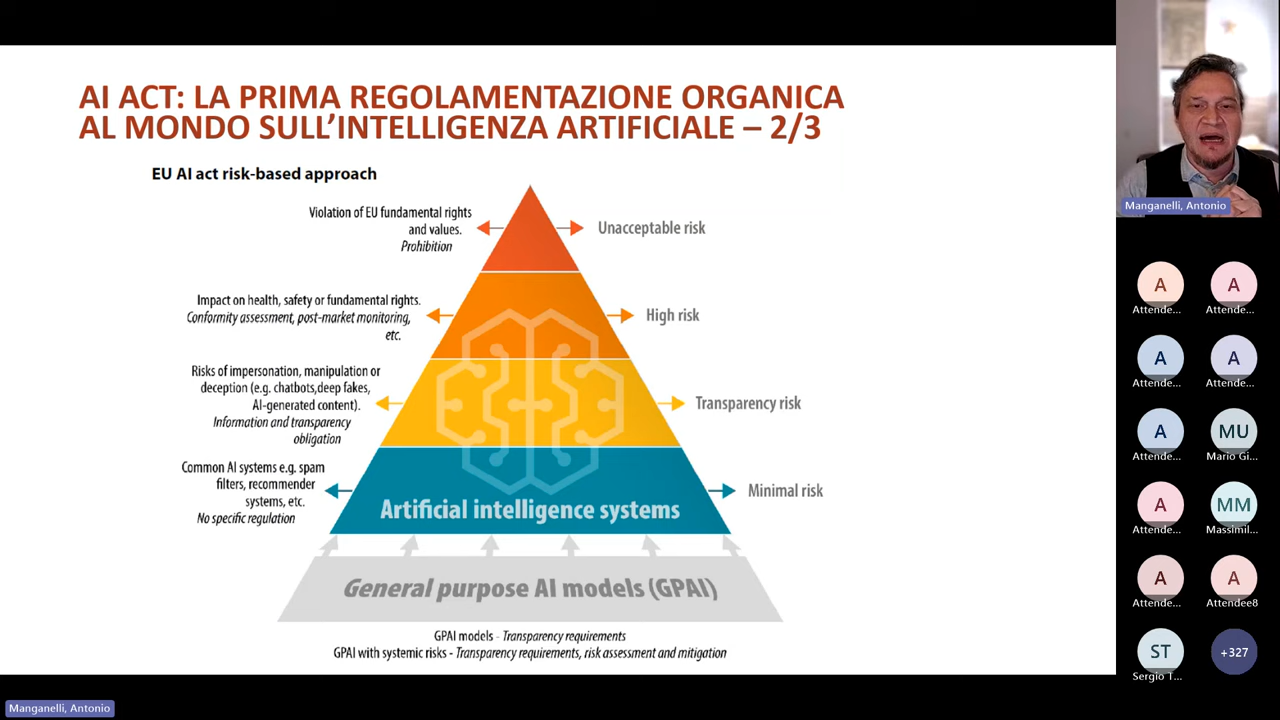 AI ACT: LA PRIMA REGOLAMENTAZIONE ORGANICA
AL MONDO SULL’INTELLIGENZA ARTIFICIALE – 2/3
EU AI act risk-based approach
Violation of EU fundamental rights
and values.
Prohibition
Unacceptable risk
Impact on health, safety or fundamental rights.
Conformity assessment, post-market monitoring,
etc.
High risk
Risks of impersonation, manipulation or
deception (e.g. chatbots,deep fakes,
AI-generated content).
Information and transparency
obligation
Transparency risk
Common AI systems e.g. spam
filters, recommender
systems, etc.
No specific regulation
Minimal risk
Artificial intelligence systems
General purpose AI models (GPAI)
GPAI models - Transparency requirements
GPAI with systemic risks - Transparency requirements, risk assessment and mitigation
Manganelli, Antonio
Manganelli, Antonio
A
A
Attende...
Attende...
A
A
Attende...
Attende...
A
MU
Attende...
Mario Gi...
A
MM
Attende...
Massimil...
A
A
Attende...
Attendee8
ST
+327
Sergio T...